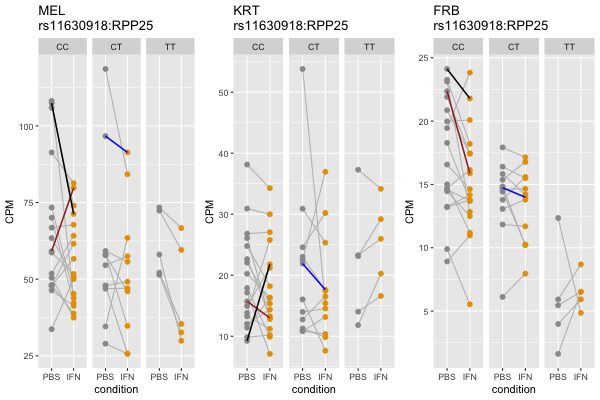 MEL
rs11630918:RPP25
CC CT TT
100
75
50
25
CPM
PBS IFN PBS IFN PBS IFN
condition
KRT
rs11630918:RPP25
CC CT TT
50
40
30
20
10
CPM
PBS IFN PBS IFN PBS IFN
condition
FRB
rs11630918:RPP25
CC CT TT
25
20
15
10
5
CPM
PBS IFN PBS IFN PBS IFN
condition